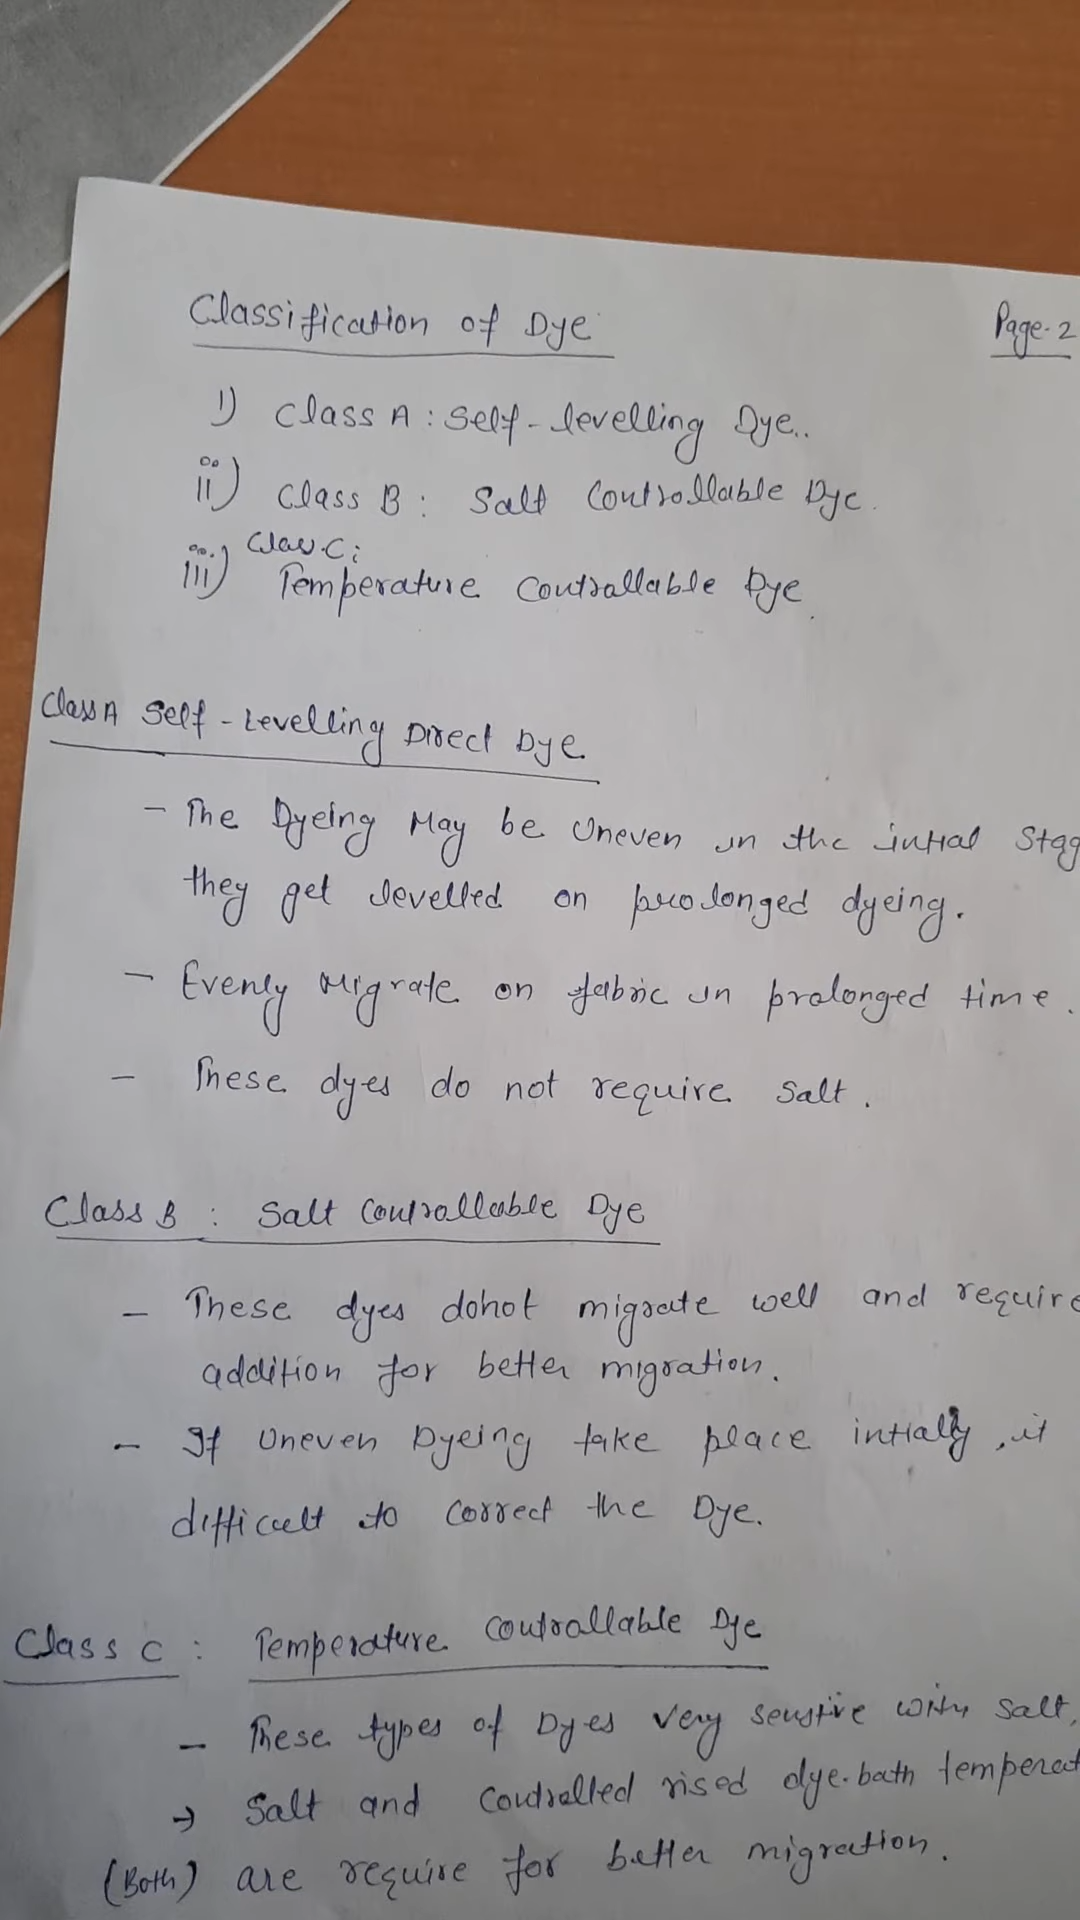 Classification of Dye
Page-2
i) Class A : Self-levelling Dye..
ii) Class B : Salt Controllable Dye.
Class.C:
iii) Temperature Controllable Dye.
Class A Self-Levelling Direct Dye.
- The Dyeing May be Uneven in the intial Stag
they get levelled on prolonged dyeing.
- Evenly Migrate on fabric in prolonged time.
- These dyes do not require Salt.
Class B : Salt Controllable Dye
- These dyes donot migrate well and require
addition for better migration.
- If Uneven Dyeing take place intially, it
difficult to Correct the Dye.
Class C : Temperature Controllable Dye
- These types of Dyes very senstive with salt,
→ Salt and Controlled rised dye-bath temperat
(Both) are require for better migration.